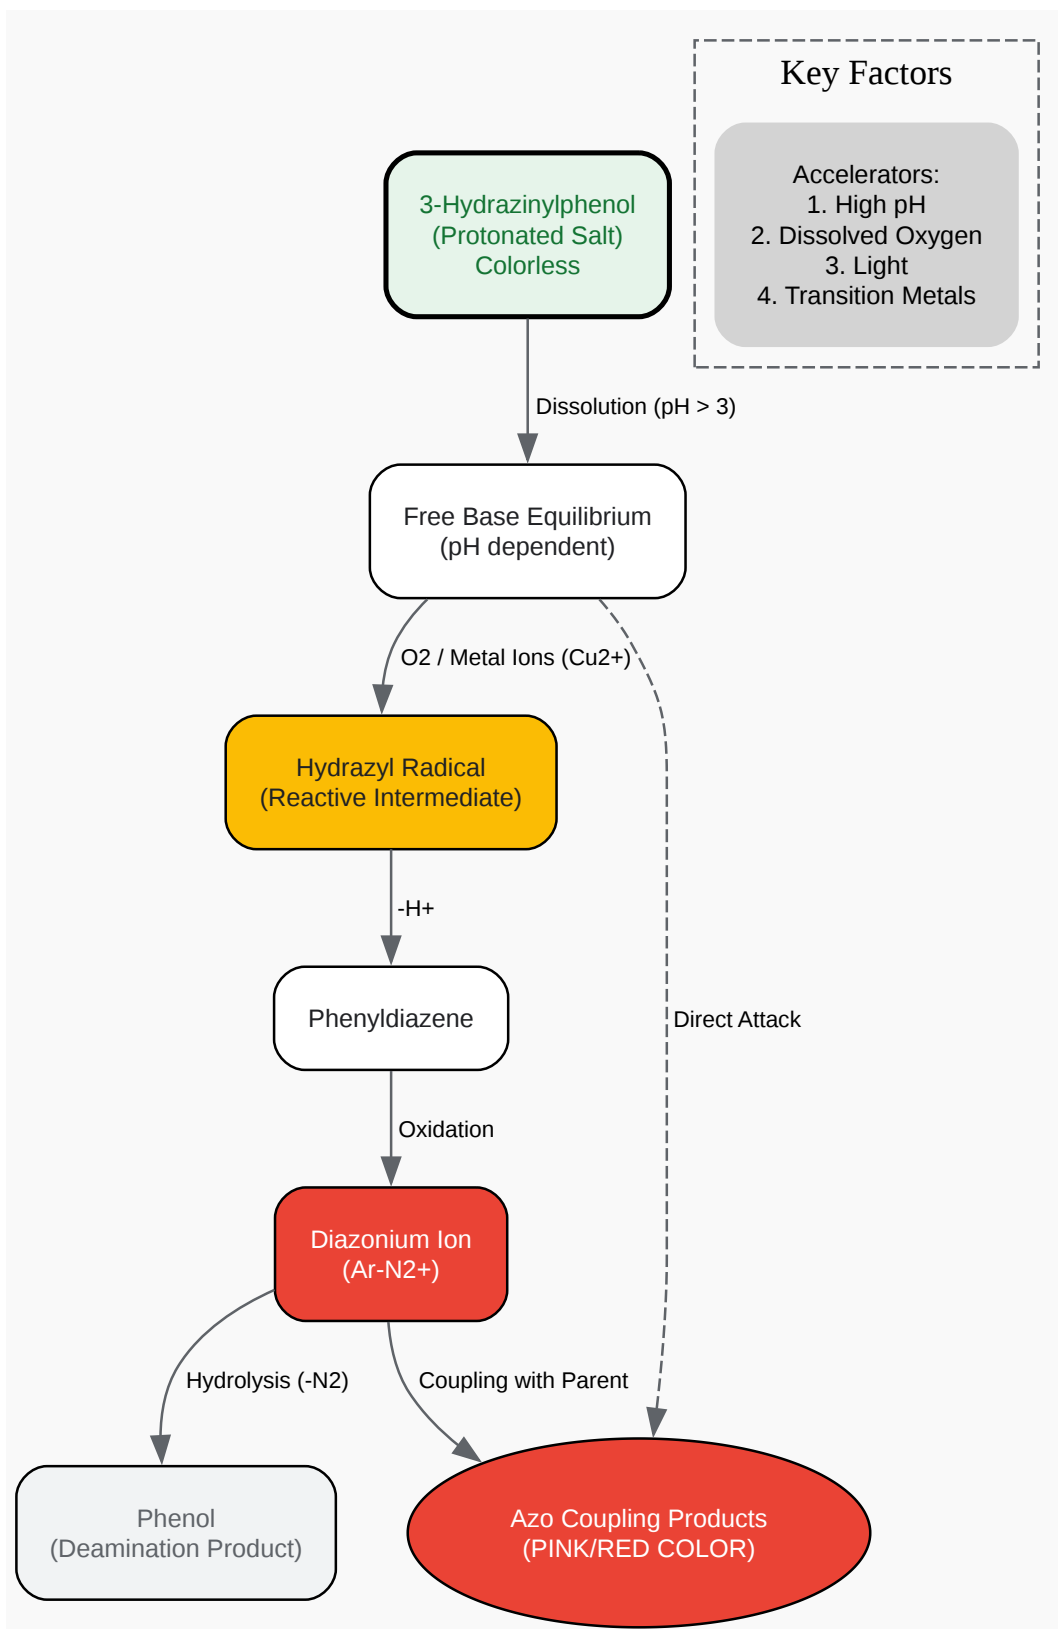 Key Factors
Accelerators:
1. High pH
2. Dissolved Oxygen
3. Light
4. Transition Metals
3-Hydrazinylphenol
(Protonated Salt)
Colorless
Dissolution (pH > 3)
Free Base Equilibrium
(pH dependent)
O2 / Metal Ions (Cu2+)
Hydrazyl Radical
(Reactive Intermediate)
-H+
Phenyldiazene
Direct Attack
Oxidation
Diazonium Ion
(Ar-N2+)
Hydrolysis (-N2)
Coupling with Parent
Phenol
(Deamination Product)
Azo Coupling Products
(PINK/RED COLOR)